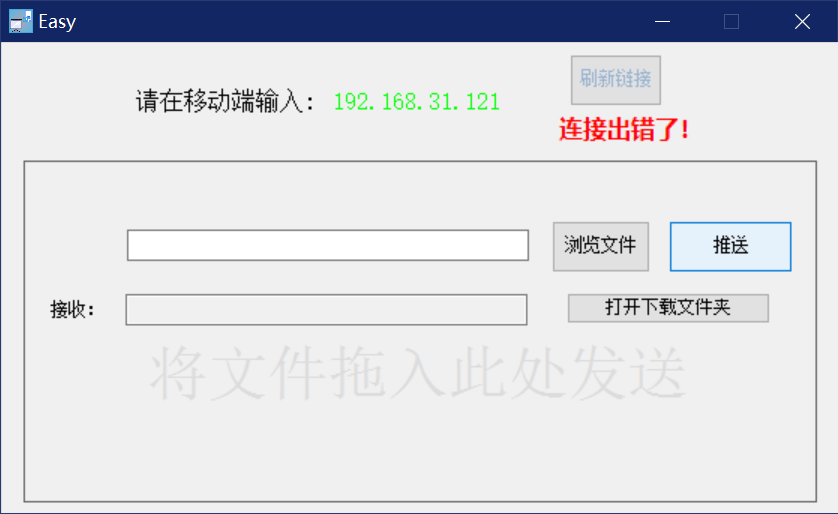 Easy
刷新链接
请在移动端输入: 192.168.31.121
连接出错了!
浏览文件 推送
接收: 打开下载文件夹
将文件拖入此处发送